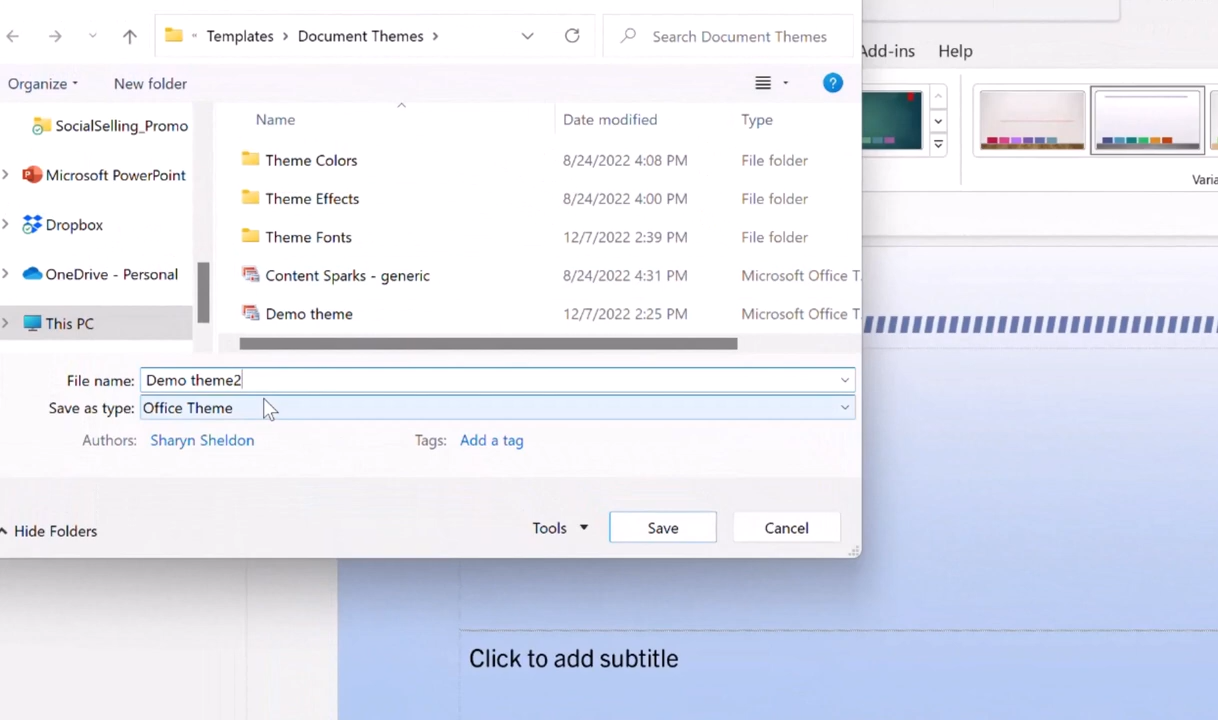 Templates > Document Themes >
Search Document Themes
Add-ins Help
Organize
New folder
SocialSelling_Promo
Microsoft PowerPoint
Dropbox
OneDrive - Personal
This PC
Name Date modified Type
Theme Colors 8/24/2022 4:08 PM File folder
Theme Effects 8/24/2022 4:00 PM File folder
Theme Fonts 12/7/2022 2:39 PM File folder
Content Sparks - generic 8/24/2022 4:31 PM Microsoft Office T
Demo theme 12/7/2022 2:25 PM Microsoft Office T
Varia
File name: Demo theme2
Save as type: Office Theme
Authors: Sharyn Sheldon Tags: Add a tag
Hide Folders
Tools Save Cancel
Click to add subtitle